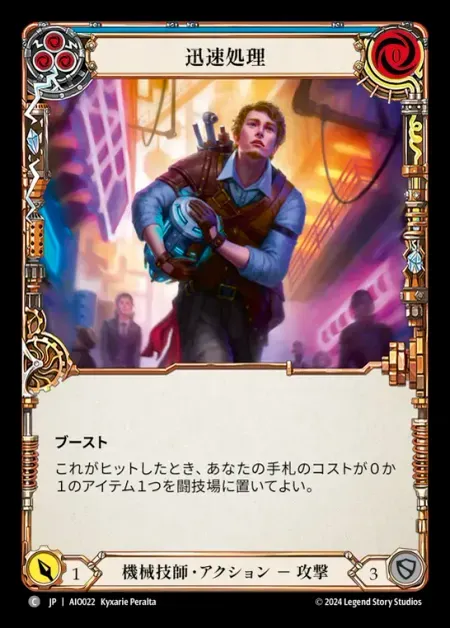 迅速処理
0
ブースト
これがヒットしたとき、あなたの手札のコストが0か
1のアイテム1つを闘技場に置いてよい。
1
機械技師・アクション － 攻撃
3
C JP | AIO022 Kyxarie Peralta
© 2024 Legend Story Studios